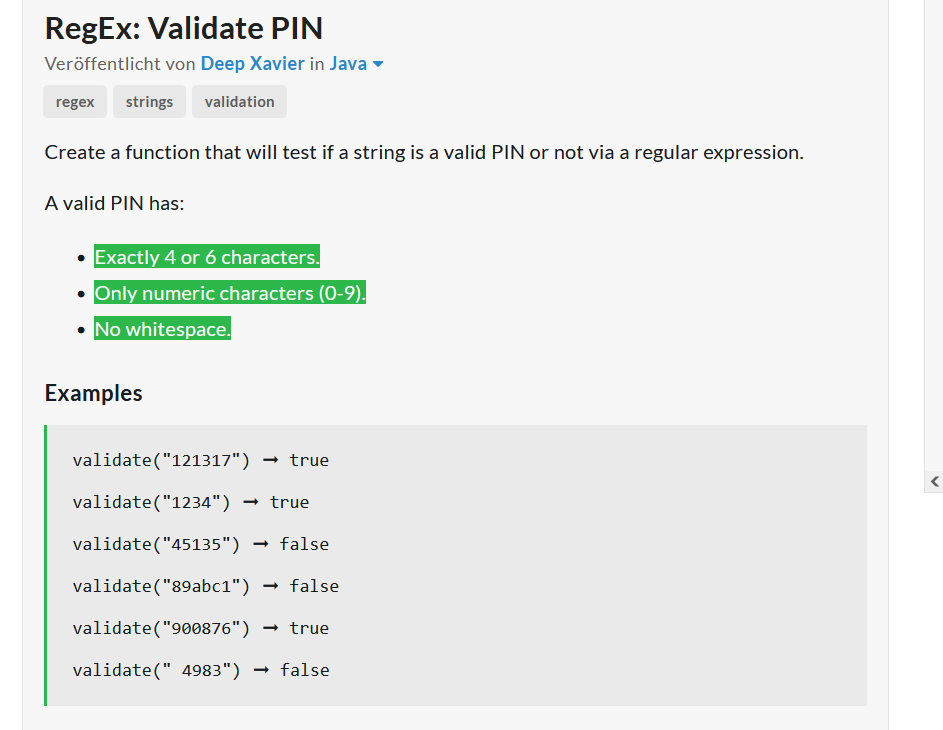 RegEx: Validate PIN
Veröffentlicht von Deep Xavier in Java
regex strings validation
Create a function that will test if a string is a valid PIN or not via a regular expression.
A valid PIN has:
• Exactly 4 or 6 characters.
• Only numeric characters (0-9).
• No whitespace.
Examples
validate("121317") ➞ true
validate("1234") ➞ true
validate("45135") ➞ false
validate("89abc1") ➞ false
validate("900876") ➞ true
validate(" 4983") ➞ false